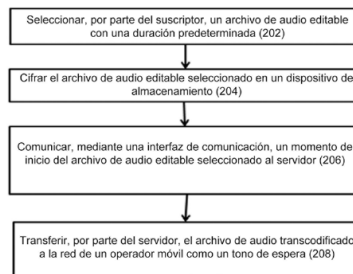 Seleccionar, por parte del suscriptor, un archivo de audio editable
con una duración predeterminada (202)
Cifrar el archivo de audio editable seleccionado en un dispositivo de
almacenamiento (204)
Comunicar, mediante una interfaz de comunicación, un momento de
inicio del archivo de audio editable seleccionado al servidor (206)
Transferir, por parte del servidor, el archivo de audio transcodificado
a la red de un operador móvil como un tono de espera (208)